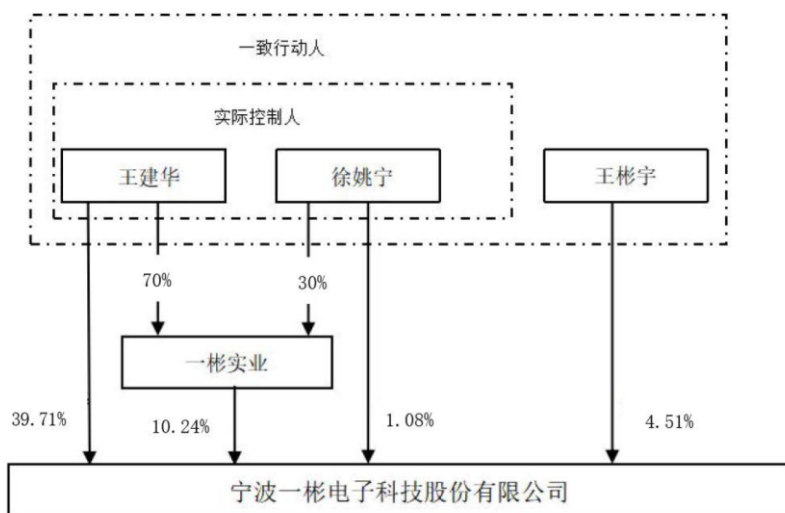 一致行动人
实际控制人
王建华
徐姚宁
王彬宇
70%
30%
一彬实业
39.71%
10.24%
1.08%
4.51%
宁波一彬电子科技股份有限公司